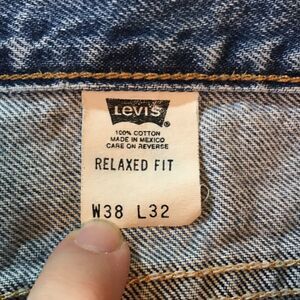 LEVI'S ®
100% COTTON
MADE IN MEXICO
CARE ON REVERSE
RELAXED FIT
W38 L32